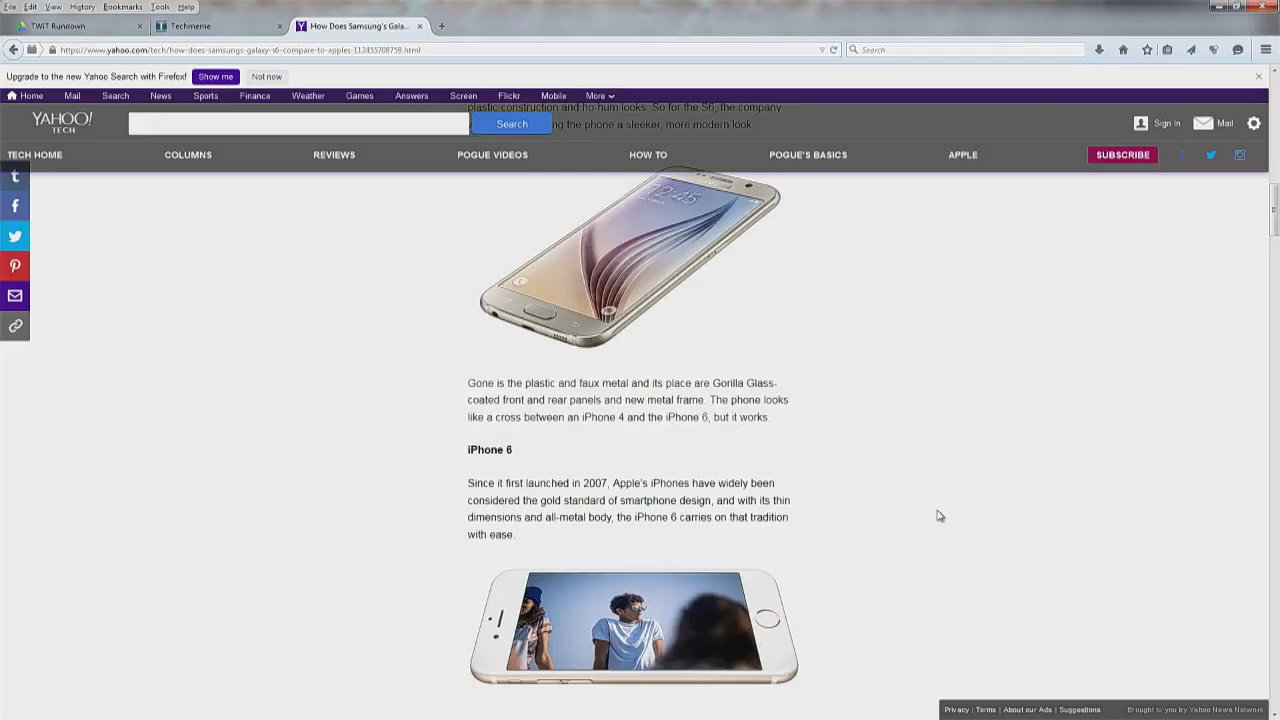 File Edit View History Bookmarks Tools Help
TWiT Rundown × Techmeme × How Does Samsung's Gala... × +
https://www.yahoo.com/tech/how-does-samsungs-galaxy-s6-compare-to-apples-112455708759.html Search
Upgrade to the new Yahoo Search with Firefox! Show me Not now
Home Mail Search News Sports Finance Weather Games Answers Screen Flickr Mobile More
plastic construction and ho-hum looks. So for the S6, the company
YAHOO! TECH Search ng the phone a sleeker, more modern look Sign In Mail
TECH HOME COLUMNS REVIEWS POGUE VIDEOS HOW TO POGUE'S BASICS APPLE SUBSCRIBE
SAMSUNG
12:45
Gone is the plastic and faux metal and its place are Gorilla Glass-
coated front and rear panels and new metal frame. The phone looks
like a cross between an iPhone 4 and the iPhone 6, but it works.
iPhone 6
Since it first launched in 2007, Apple's iPhones have widely been
considered the gold standard of smartphone design, and with its thin
dimensions and all-metal body, the iPhone 6 carries on that tradition
with ease.
Privacy | Terms | About our Ads | Suggestions Brought to you by Yahoo News Network